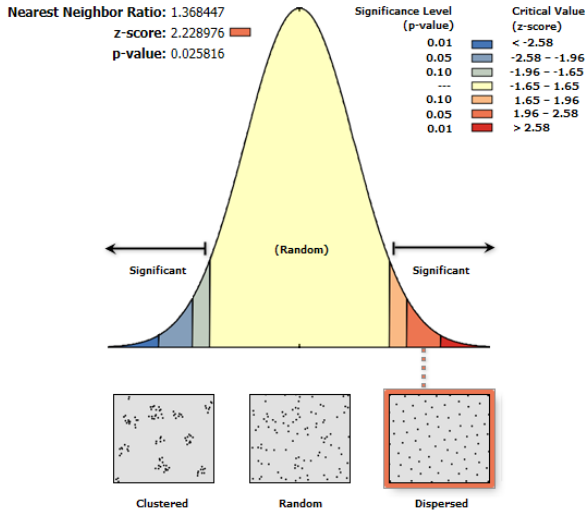 Nearest Neighbor Ratio: 1.368447
z-score: 2.228976
p-value: 0.025816
Significance Level
(p-value)
Critical Value
(z-score)
0.01 < -2.58
0.05 -2.58 – -1.96
0.10 -1.96 – -1.65
--- -1.65 – 1.65
0.10 1.65 – 1.96
0.05 1.96 – 2.58
0.01 > 2.58
(Random)
Significant
Significant
Clustered
Random
Dispersed